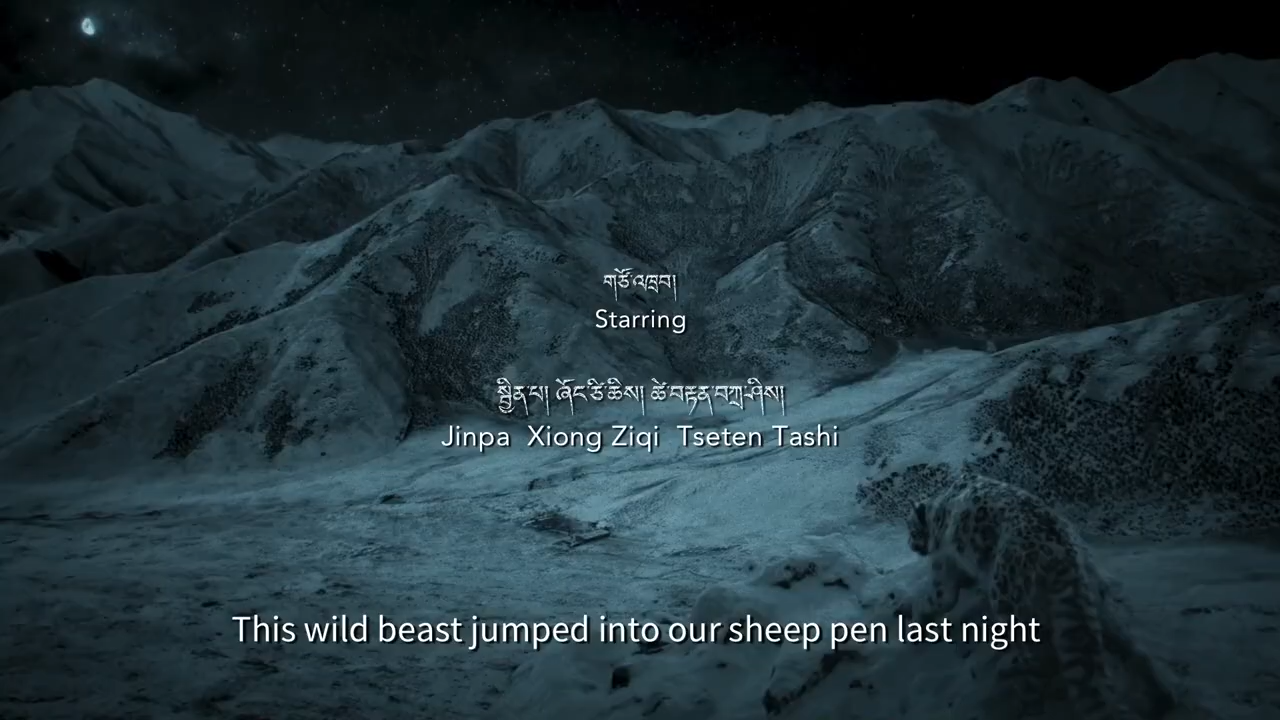 གཙོ་འཁྲབ།
Starring
སྦྱིན་པ། ཞོང་ཙི་ཆིས། ཚེ་བརྟན་བཀྲ་ཤིས།
Jinpa Xiong Ziqi Tseten Tashi
This wild beast jumped into our sheep pen last night